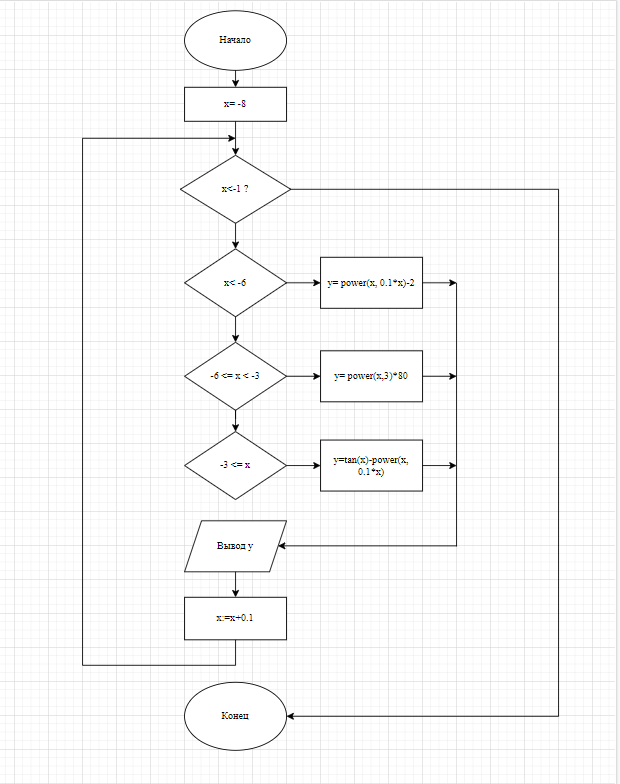 Начало
x= -8
x<-1 ?
x< -6
y= power(x, 0.1*x)-2
-6 <= x < -3
y= power(x,3)*80
-3 <= x
y=tan(x)-power(x,
0.1*x)
Вывод y
x:=x+0.1
Конец